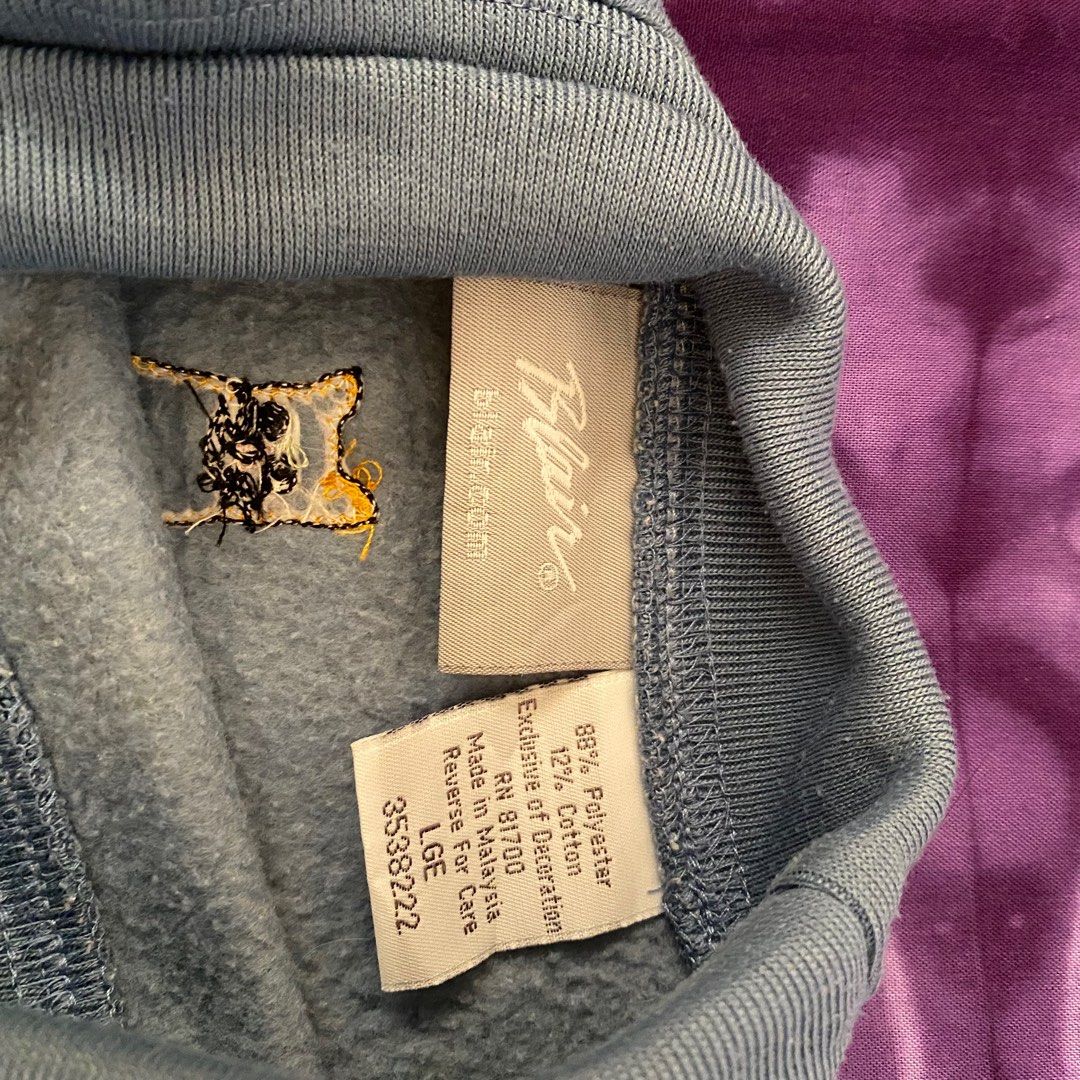 Blair®
blair.com
88% Polyester
12% Cotton
Exclusive of Decoration
RN 81700
Made in Malaysia
Reverse For Care
LGE
3538222.